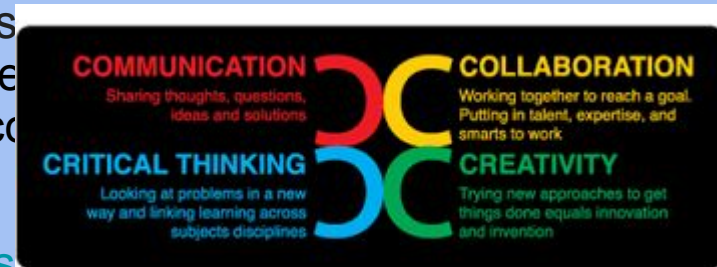 s
e
co
s
COMMUNICATION
Sharing thoughts, questions,
ideas and solutions
COLLABORATION
Working together to reach a goal.
Putting in talent, expertise, and
smarts to work
CRITICAL THINKING
Looking at problems in a new
way and linking learning across
subjects disciplines
CREATIVITY
Trying new approaches to get
things done equals innovation
and invention